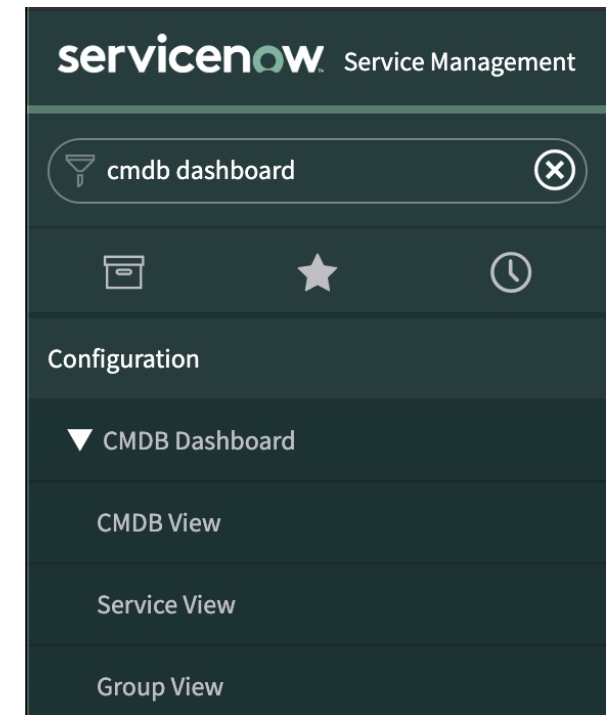 servicenow Service Management
cmdb dashboard
Configuration
CMDB Dashboard
CMDB View
Service View
Group View